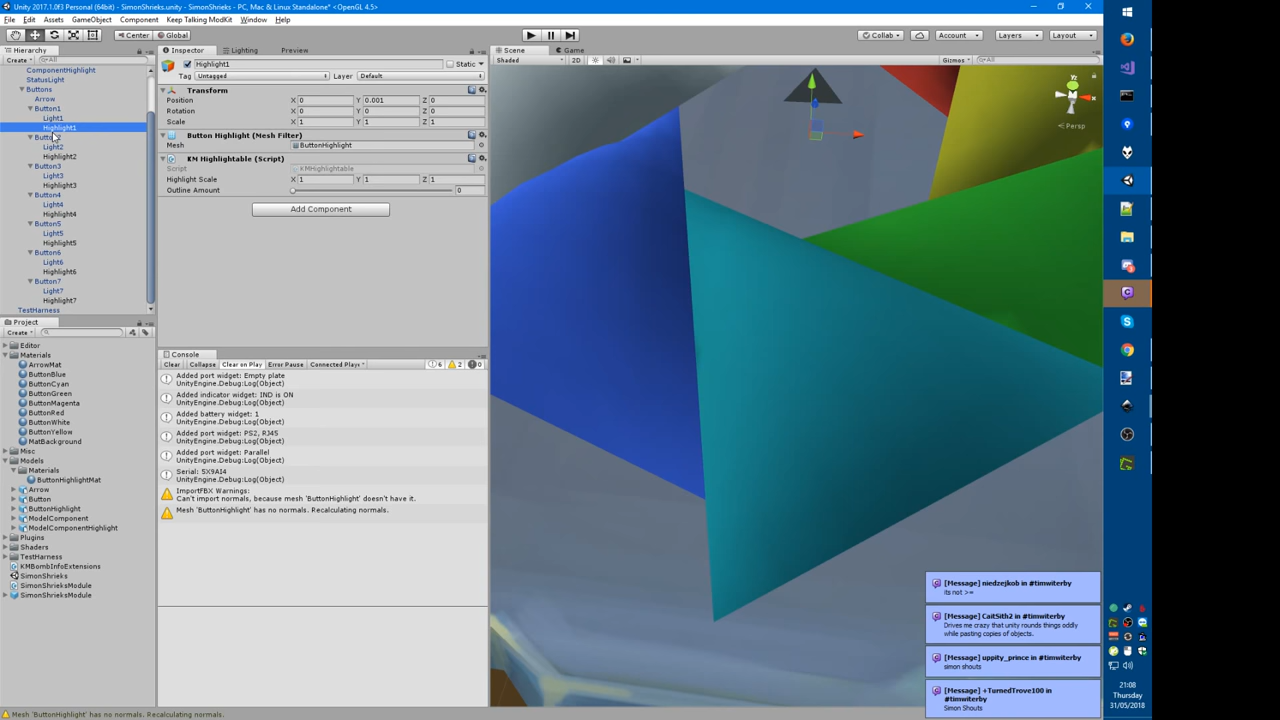 Unity 2017.1.0f3 Personal (64bit) - SimonShrieks.unity - SimonShrieks - PC, Mac & Linux Standalone* <OpenGL 4.5>
File Edit Assets GameObject Component Keep Talking ModKit Window Help
Center Global Collab Account Layers Layout
Hierarchy
Create All
ComponentHighlight
StatusLight
Buttons
Arrow
Button1
Light1
Highlight1
Button2
Light2
Highlight2
Button3
Light3
Highlight3
Button4
Light4
Highlight4
Button5
Light5
Highlight5
Button6
Light6
Highlight6
Button7
Light7
Highlight7
TestHarness
Project
Create
Editor
Materials
ArrowMat
ButtonBlue
ButtonCyan
ButtonGreen
ButtonMagenta
ButtonRed
ButtonWhite
ButtonYellow
MatBackground
Misc
Models
Materials
ButtonHighlightMat
Arrow
Button
ButtonHighlight
ModelComponent
ModelComponentHighlight
Plugins
Shaders
TestHarness
KMBombInfoExtensions
SimonShrieks
SimonShrieksModule
SimonShrieksModule
Inspector Lighting Preview
Highlight1 Static
Tag Untagged Layer Default
Transform
Position X 0 Y 0.001 Z 0
Rotation X 0 Y 0 Z 0
Scale X 1 Y 1 Z 1
Button Highlight (Mesh Filter)
Mesh ButtonHighlight
KM Highlightable (Script)
Script KMHighlightable
Highlight Scale X 1 Y 1 Z 1
Outline Amount 0
Add Component
Console
Clear Collapse Clear on Play Error Pause Connected Playe 6 2 0
Added port widget: Empty plate
UnityEngine.Debug:Log(Object)
Added indicator widget: IND is ON
UnityEngine.Debug:Log(Object)
Added battery widget: 1
UnityEngine.Debug:Log(Object)
Added port widget: PS2, RJ45
UnityEngine.Debug:Log(Object)
Added port widget: Parallel
UnityEngine.Debug:Log(Object)
Serial: 5X9AI4
UnityEngine.Debug:Log(Object)
ImportFBX Warnings:
Can't import normals, because mesh 'ButtonHighlight' doesn't have it.
Mesh 'ButtonHighlight' has no normals. Recalculating normals.
Scene Game
Shaded 2D Gizmos All
y
x
z
Persp
[Message] niedzejkob in #timwiterby
its not >=
[Message] CaitSith2 in #timwiterby
Drives me crazy that unity rounds things oddly
while pasting copies of objects.
[Message] uppity_prince in #timwiterby
simon shouts
[Message] +TurnedTrove100 in
#timwiterby
Simon Shouts
21:08
Thursday
31/05/2018
Mesh 'ButtonHighlight' has no normals. Recalculating normals.